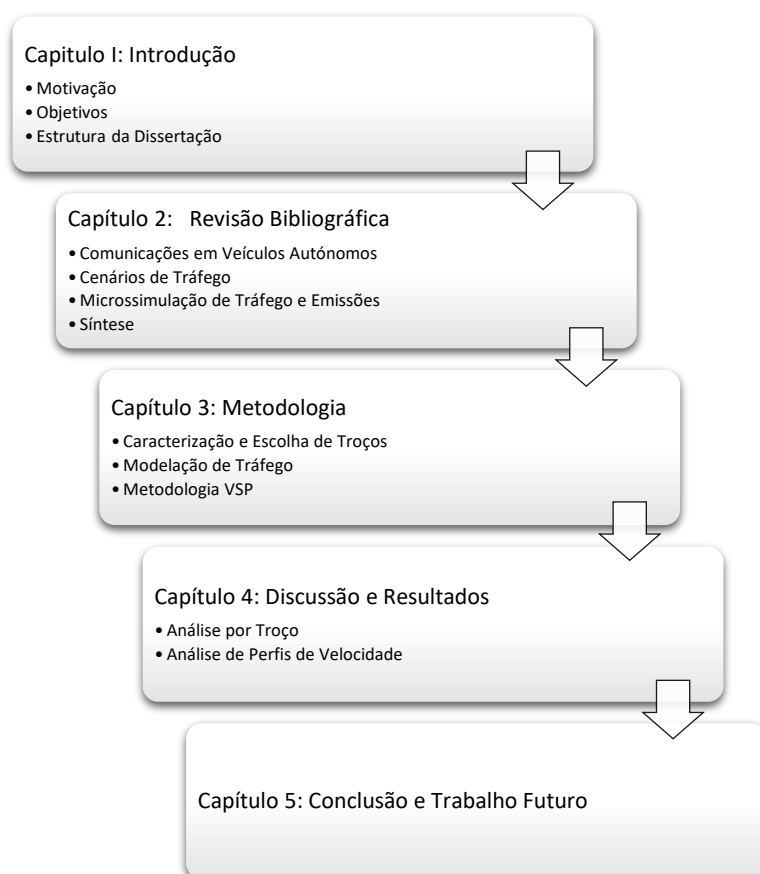 Capitulo I: Introdução
•Motivação
•Objetivos
•Estrutura da Dissertação
Capítulo 2: Revisão Bibliográfica
•Comunicações em Veículos Autónomos
•Cenários de Tráfego
•Microssimulação de Tráfego e Emissões
•Síntese
Capítulo 3: Metodologia
•Caracterização e Escolha de Troços
•Modelação de Tráfego
•Metodologia VSP
Capítulo 4: Discussão e Resultados
•Análise por Troço
•Análise de Perfis de Velocidade
Capítulo 5: Conclusão e Trabalho Futuro